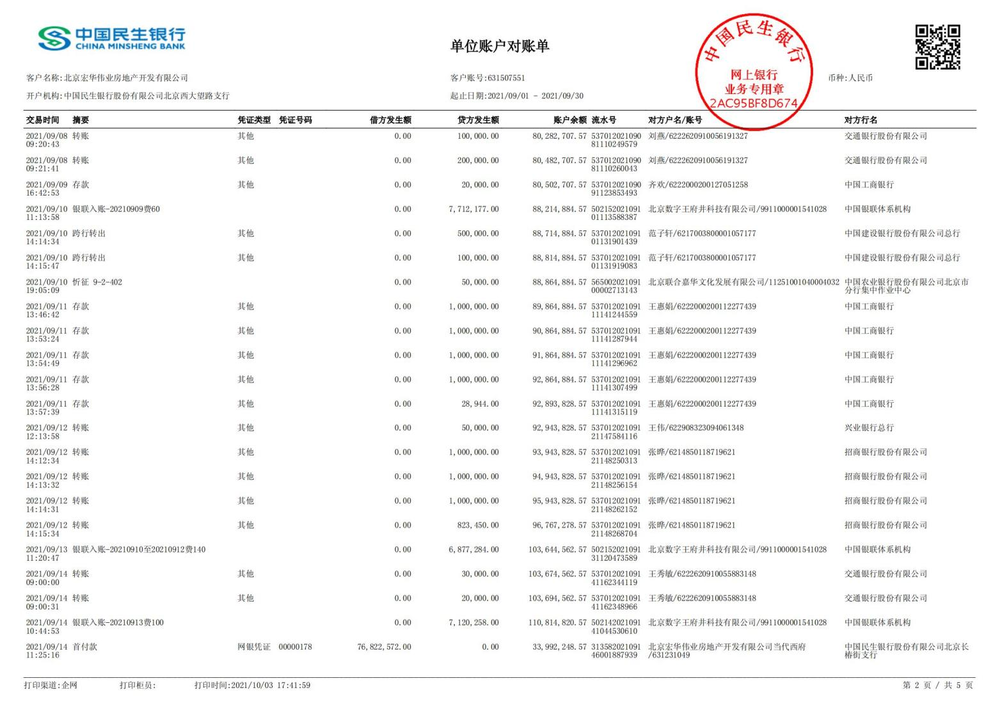 中国民生银行
CHINA MINSHENG BANK
单位账户对账单
中国民生银行
网上银行
业务专用章
2AC95BF8D674
客户名称:北京宏华伟业房地产开发有限公司 客户账号:631507551 币种:人民币
开户机构:中国民生银行股份有限公司北京西大望路支行 起止日期:2021/09/01 - 2021/09/30
交易时间 摘要 凭证类型 凭证号码 借方发生额 贷方发生额 账户余额 流水号 对方户名/账号 对方行名
2021/09/08 转账 其他 0.00 100,000.00 80,282,707.57 537012021090 刘燕/6222620910056191327 交通银行股份有限公司
09:20:43 81110249579
2021/09/08 转账 其他 0.00 200,000.00 80,482,707.57 537012021090 刘燕/6222620910056191327 交通银行股份有限公司
09:21:41 81110260043
2021/09/09 存款 其他 0.00 20,000.00 80,502,707.57 537012021090 齐欢/6222000200127051258 中国工商银行
16:42:53 91123853493
2021/09/10 银联入账-20210909费60 0.00 7,712,177.00 88,214,884.57 502152021091 北京数字王府井科技有限公司/9911000001541028 中国银联体系机构
11:13:58 01113588387
2021/09/10 跨行转出 其他 0.00 500,000.00 88,714,884.57 537012021091 范子轩/6217003800001057177 中国建设银行股份有限公司总行
14:14:34 01131901439
2021/09/10 跨行转出 其他 0.00 100,000.00 88,814,884.57 537012021091 范子轩/6217003800001057177 中国建设银行股份有限公司总行
14:15:47 01131919083
2021/09/10 忻征 9-2-402 0.00 50,000.00 88,864,884.57 565002021091 北京联合嘉华文化发展有限公司/11251001040004032 中国农业银行股份有限公司北京市
19:05:09 00002713143 分行集中作业中心
2021/09/11 存款 其他 0.00 1,000,000.00 89,864,884.57 537012021091 王惠娟/6222000200112277439 中国工商银行
13:46:42 11141244559
2021/09/11 存款 其他 0.00 1,000,000.00 90,864,884.57 537012021091 王惠娟/6222000200112277439 中国工商银行
13:53:24 11141287944
2021/09/11 存款 其他 0.00 1,000,000.00 91,864,884.57 537012021091 王惠娟/6222000200112277439 中国工商银行
13:54:49 11141296962
2021/09/11 存款 其他 0.00 1,000,000.00 92,864,884.57 537012021091 王惠娟/6222000200112277439 中国工商银行
13:56:28 11141307499
2021/09/11 存款 其他 0.00 28,944.00 92,893,828.57 537012021091 王惠娟/6222000200112277439 中国工商银行
13:57:39 11141315119
2021/09/12 转账 其他 0.00 50,000.00 92,943,828.57 537012021091 王伟/622908323094061348 兴业银行总行
12:13:58 21147584116
2021/09/12 转账 其他 0.00 1,000,000.00 93,943,828.57 537012021091 张晔/6214850118719621 招商银行股份有限公司
14:12:34 21148250313
2021/09/12 转账 其他 0.00 1,000,000.00 94,943,828.57 537012021091 张晔/6214850118719621 招商银行股份有限公司
14:13:32 21148256154
2021/09/12 转账 其他 0.00 1,000,000.00 95,943,828.57 537012021091 张晔/6214850118719621 招商银行股份有限公司
14:14:31 21148262152
2021/09/12 转账 其他 0.00 823,450.00 96,767,278.57 537012021091 张晔/6214850118719621 招商银行股份有限公司
14:15:34 21148268704
2021/09/13 银联入账-20210910至20210912费140 0.00 6,877,284.00 103,644,562.57 502152021091 北京数字王府井科技有限公司/9911000001541028 中国银联体系机构
11:20:47 31120473589
2021/09/14 转账 其他 0.00 30,000.00 103,674,562.57 537012021091 王秀敏/6222620910055883148 交通银行股份有限公司
09:00:00 41162344119
2021/09/14 转账 其他 0.00 20,000.00 103,694,562.57 537012021091 王秀敏/6222620910055883148 交通银行股份有限公司
09:00:31 41162348966
2021/09/14 银联入账-20210913费100 0.00 7,120,258.00 110,814,820.57 502142021091 北京数字王府井科技有限公司/9911000001541028 中国银联体系机构
10:44:53 41044530610
2021/09/14 首付款 网银凭证 00000178 76,822,572.00 0.00 33,992,248.57 313582021091 北京宏华伟业房地产开发有限公司当代西府 中国民生银行股份有限公司北京长
11:25:16 46001887939 /631231049 椿街支行
打印渠道:企网 打印柜员: 打印时间:2021/10/03 17:41:59 第 2 页 / 共 5 页